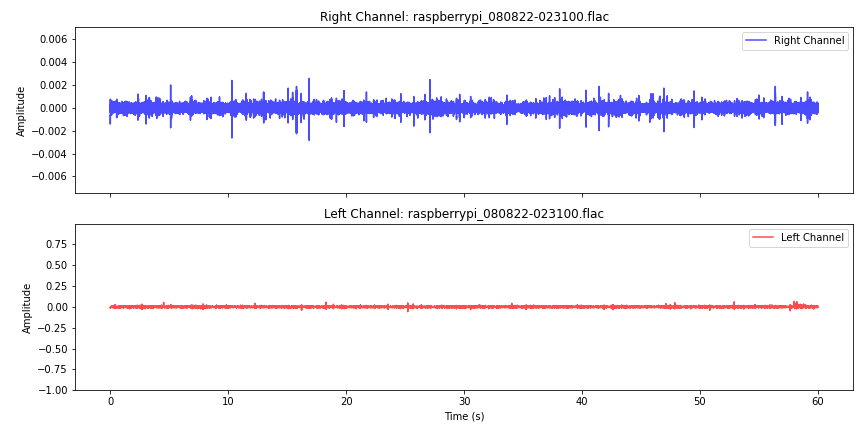 Right Channel: raspberrypi_080822-023100.flac
0.006
0.004
0.002
0.000
−0.002
−0.004
−0.006
Amplitude
Right Channel
Left Channel: raspberrypi_080822-023100.flac
0.75
0.50
0.25
0.00
−0.25
−0.50
−0.75
−1.00
Amplitude
Left Channel
0 10 20 30 40 50 60
Time (s)